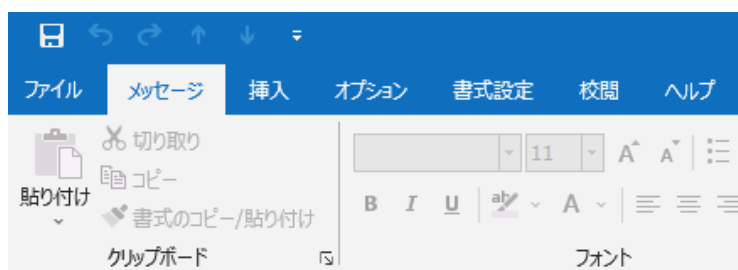 ファイル メッセージ 挿入 オプション 書式設定 校閲 ヘルプ
切り取り
コピー
書式のコピー/貼り付け
貼り付け
クリップボード
11 A A
B I U ab A
フォント